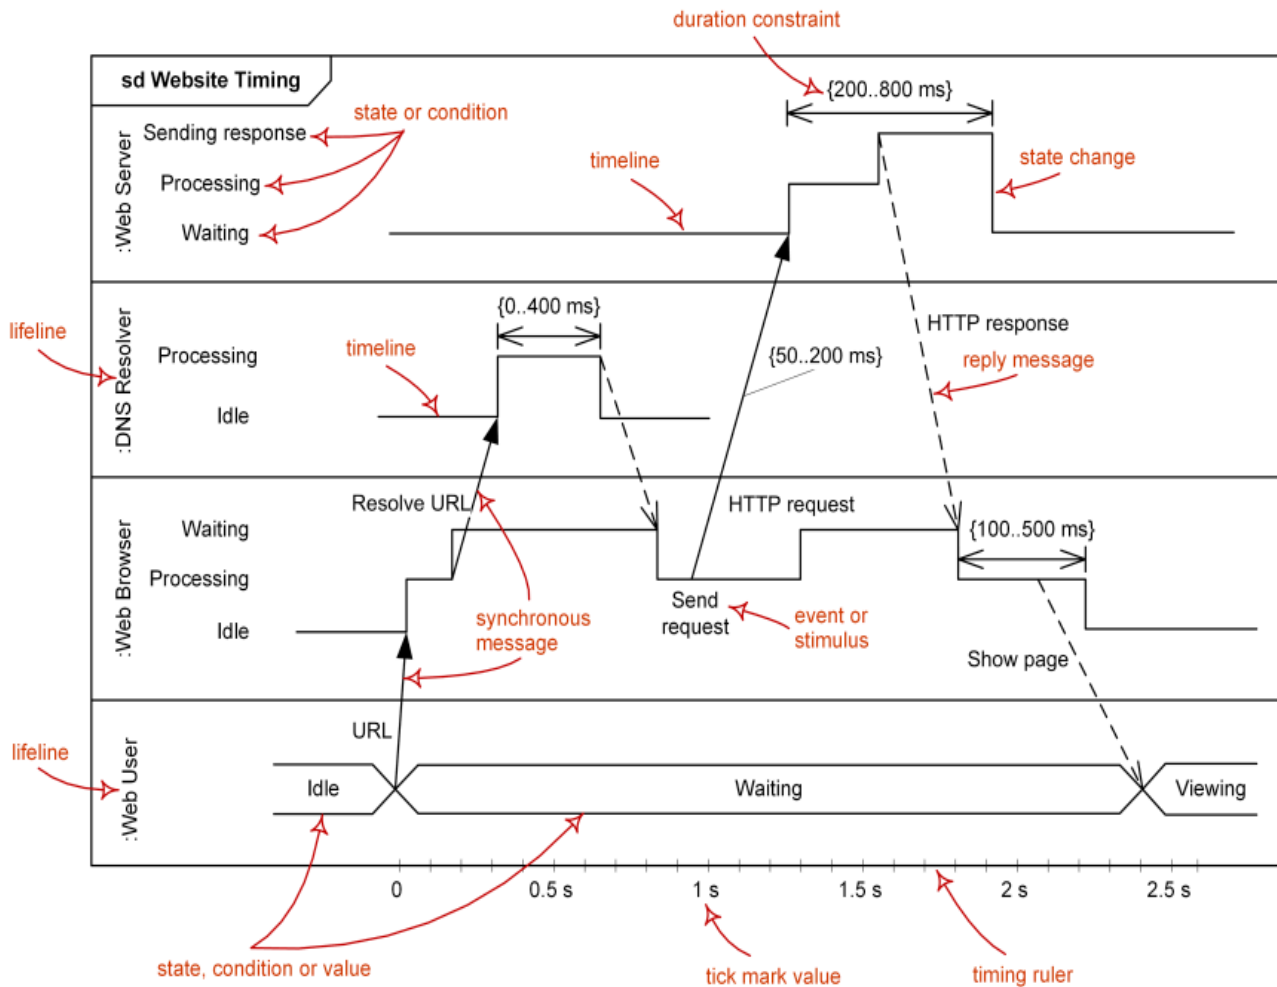 duration constraint
sd Website Timing
{200..800 ms}
state or condition
Sending response
timeline
state change
Processing
Waiting
:Web Server
{0..400 ms}
HTTP response
lifeline
timeline
Processing
{50..200 ms}
reply message
Idle
:DNS Resolver
Resolve URL
HTTP request
Waiting
{100..500 ms}
Processing
Send
request
synchronous
message
event or
stimulus
Idle
Show page
:Web Browser
URL
lifeline
Idle
Waiting
Viewing
:Web User
0
0.5 s
1 s
1.5 s
2 s
2.5 s
state, condition or value
tick mark value
timing ruler